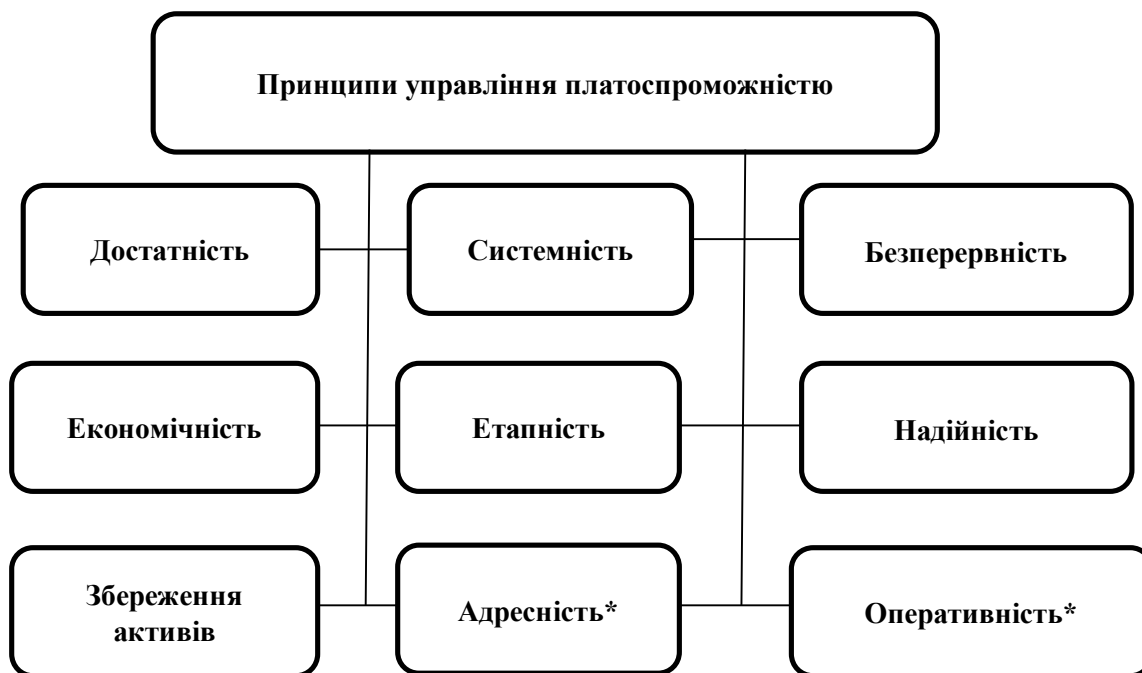 Принципи управління платоспроможністю
Достатність
Системність
Безперервність
Економічність
Етапність
Надійність
Збереження
активів
Адресність*
Оперативність*